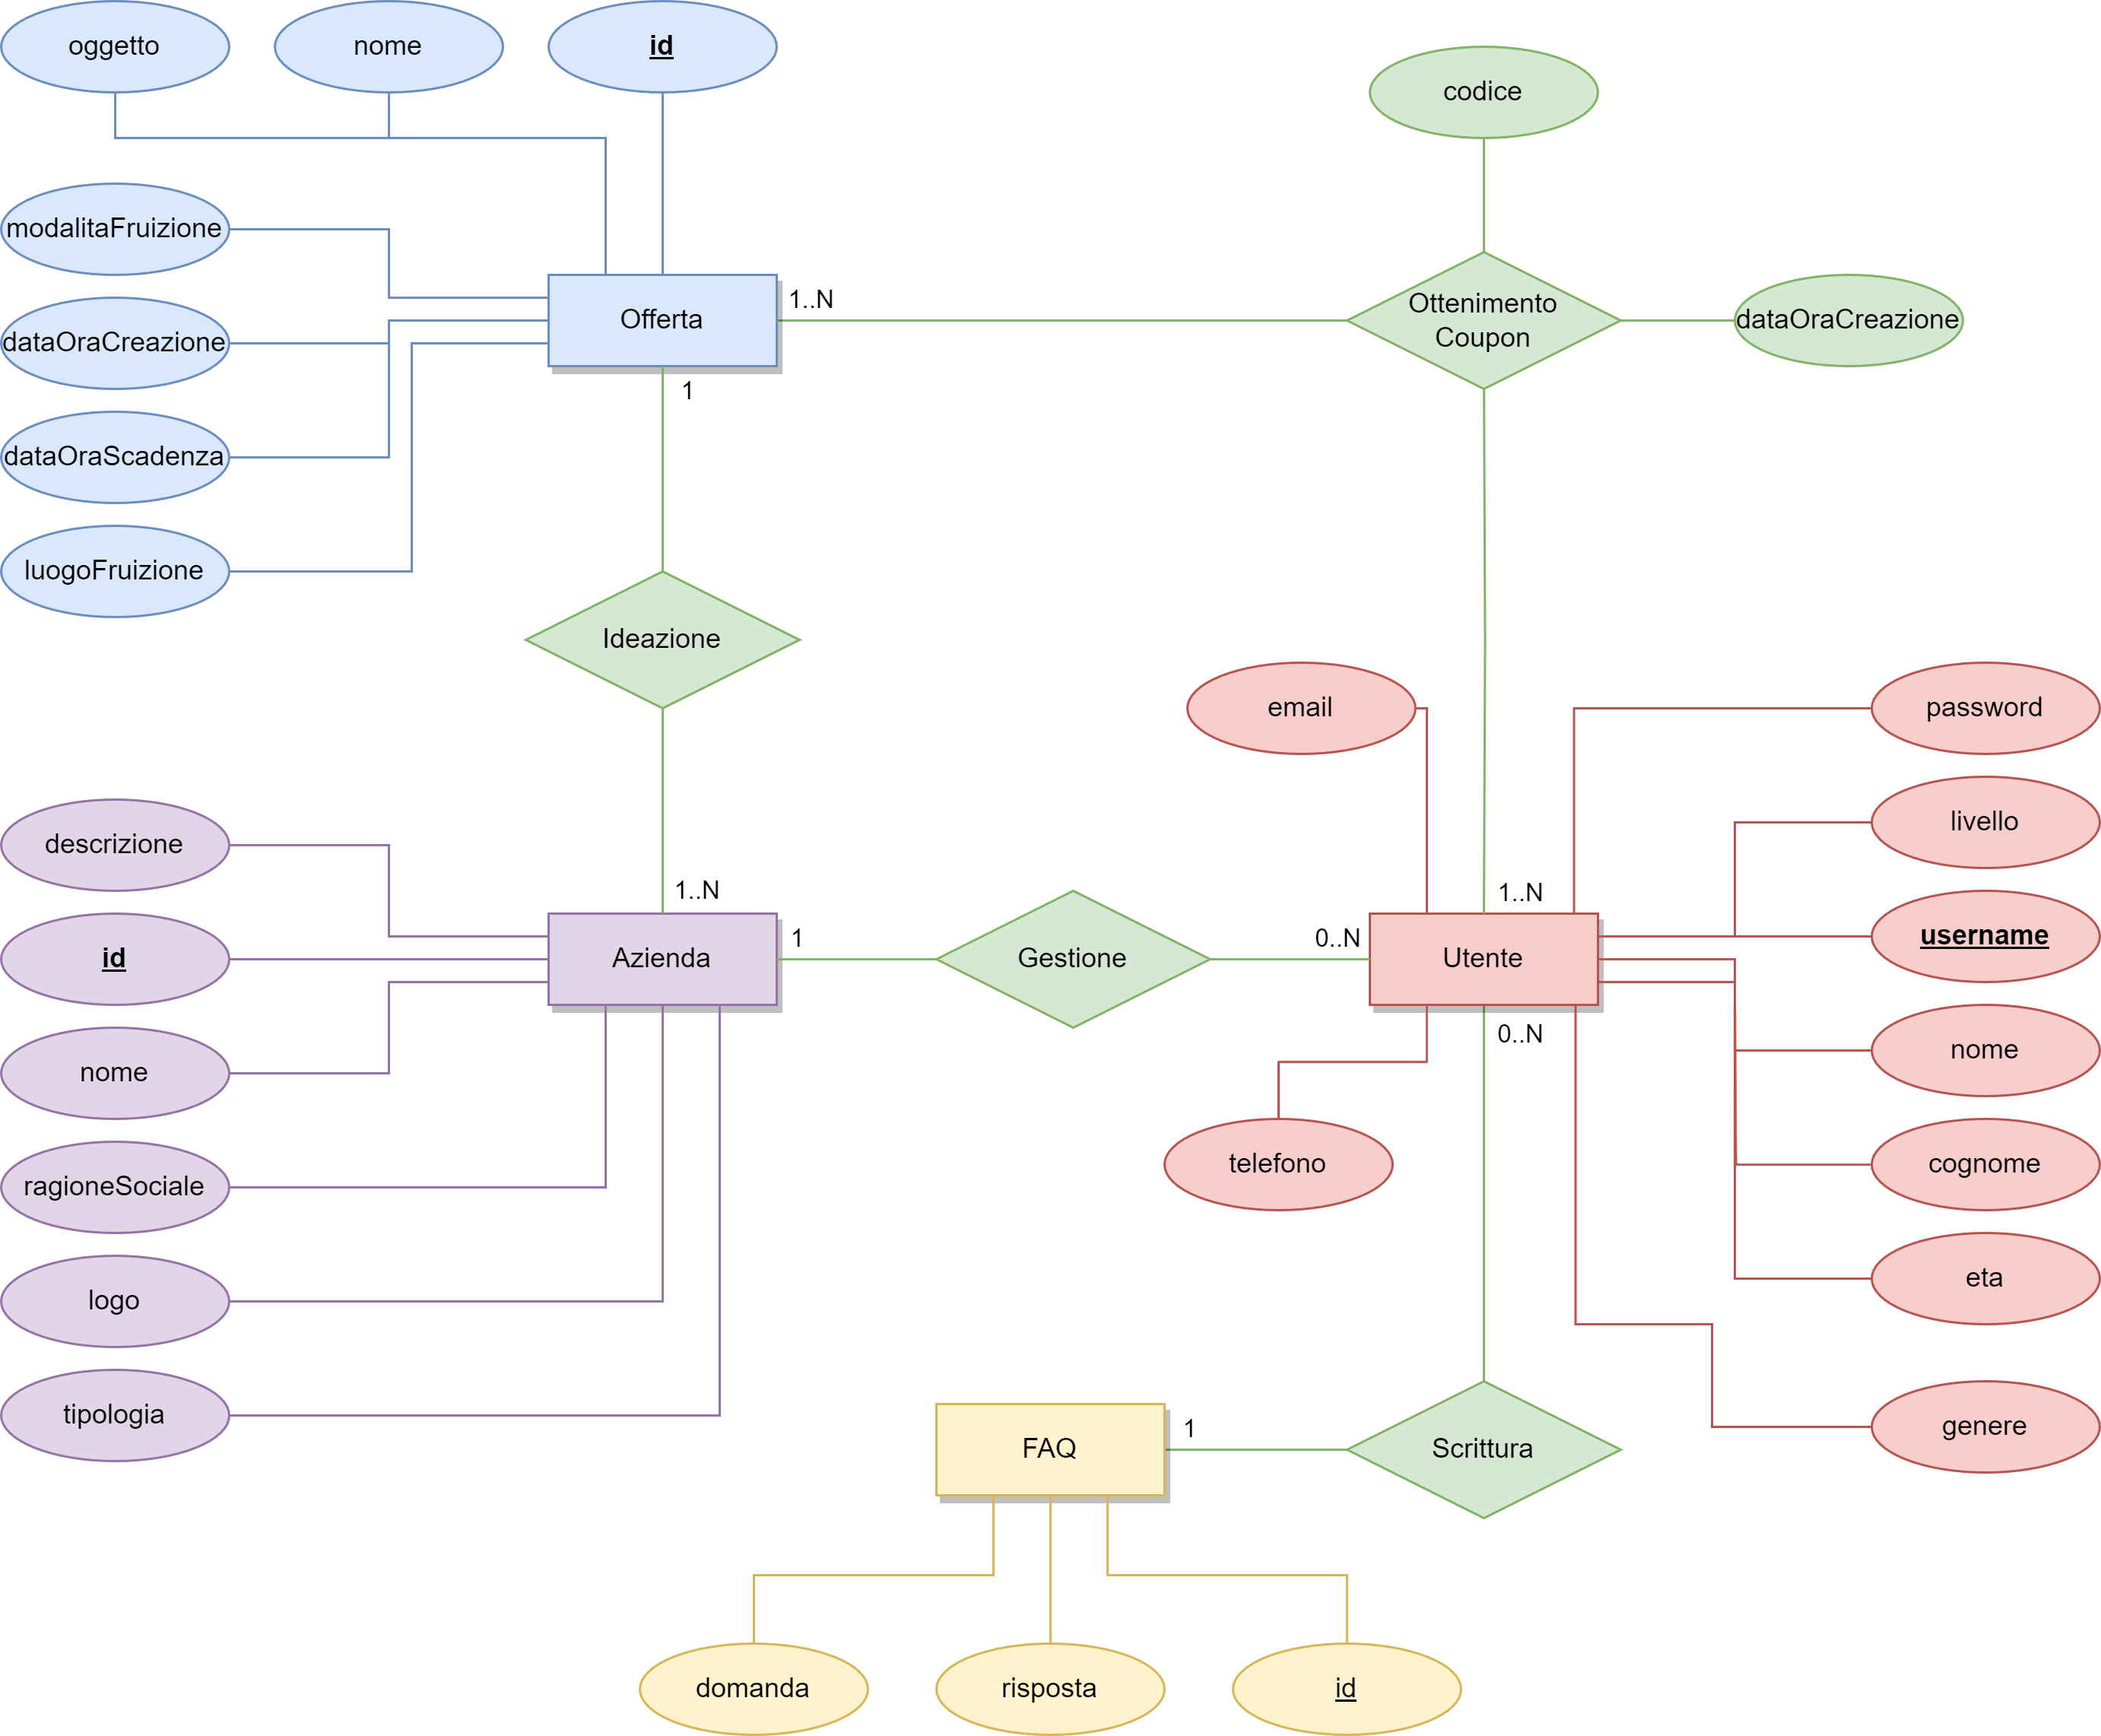 oggetto
nome
id
codice
modalitaFruizione
Offerta
1..N
Ottenimento
Coupon
dataOraCreazione
dataOraCreazione
1
dataOraScadenza
luogoFruizione
Ideazione
email
password
livello
descrizione
1..N
1..N
id
Azienda
1
Gestione
0..N
Utente
username
0..N
nome
nome
telefono
cognome
ragioneSociale
eta
logo
tipologia
FAQ
1
Scrittura
genere
domanda
risposta
id